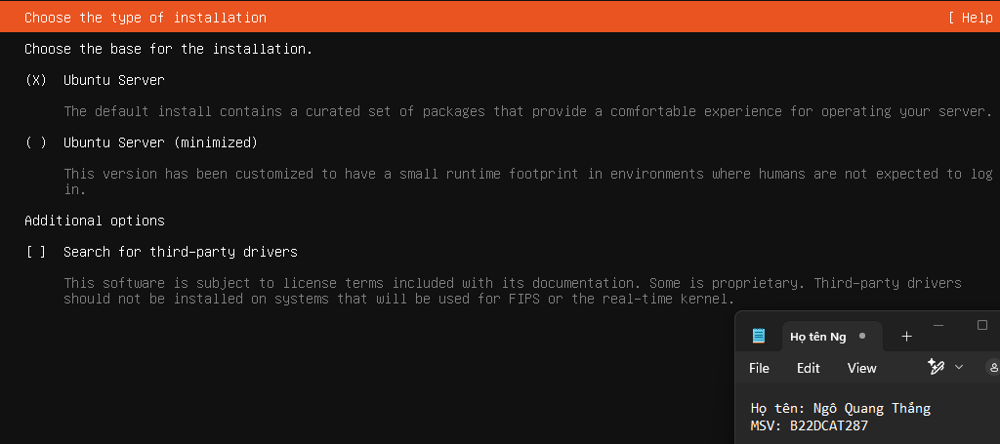 Choose the type of installation [ Help
Choose the base for the installation.
(X) Ubuntu Server
The default install contains a curated set of packages that provide a comfortable experience for operating your server.
( ) Ubuntu Server (minimized)
This version has been customized to have a small runtime footprint in environments where humans are not expected to log
in.
Additional options
[ ] Search for third-party drivers
This software is subject to license terms included with its documentation. Some is proprietary. Third-party drivers
should not be installed on systems that will be used for FIPS or the real-time kernel.
Họ tên Ng
File Edit View
Họ tên: Ngô Quang Thắng
MSV: B22DCAT287